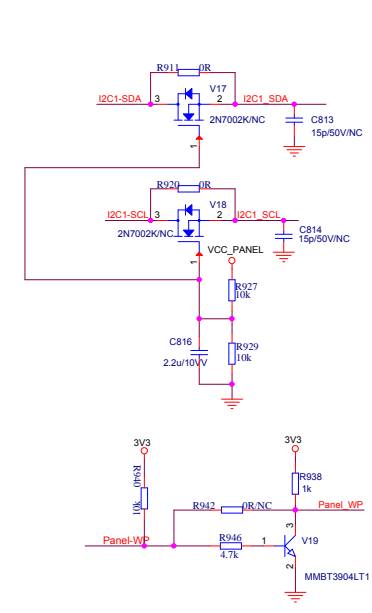 R911 0R
V17
I2C1-SDA 3 2 I2C1_SDA
2N7002K/NC
C813
15p/50V/NC
1
R920 0R
V18
I2C1-SCL 3 2 I2C1_SCL
2N7002K/NC
C814
15p/50V/NC
1
VCC_PANEL
R927
10k
C816
2.2u/10VV
R929
10k
3V3
3V3
R940
10k
R938
1k
R942 0R/NC
Panel_WP
3
Panel-WP
R946
4.7k
1
V19
2
MMBT3904LT1